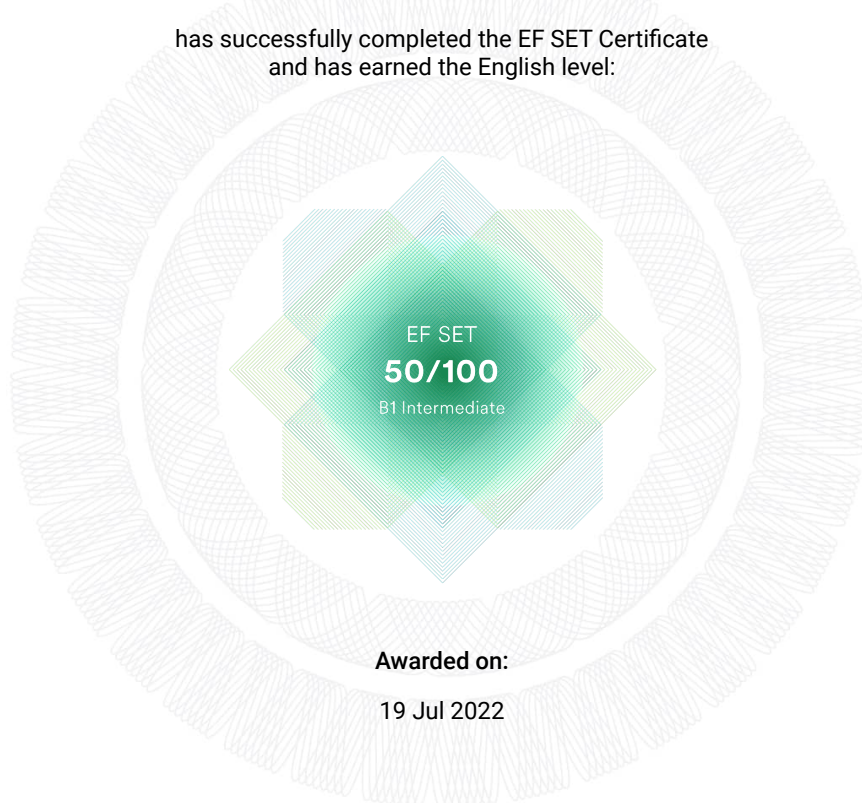 has successfully completed the EF SET Certificate
and has earned the English level:
EF SET
50/100
B1 Intermediate
Awarded on:
19 Jul 2022